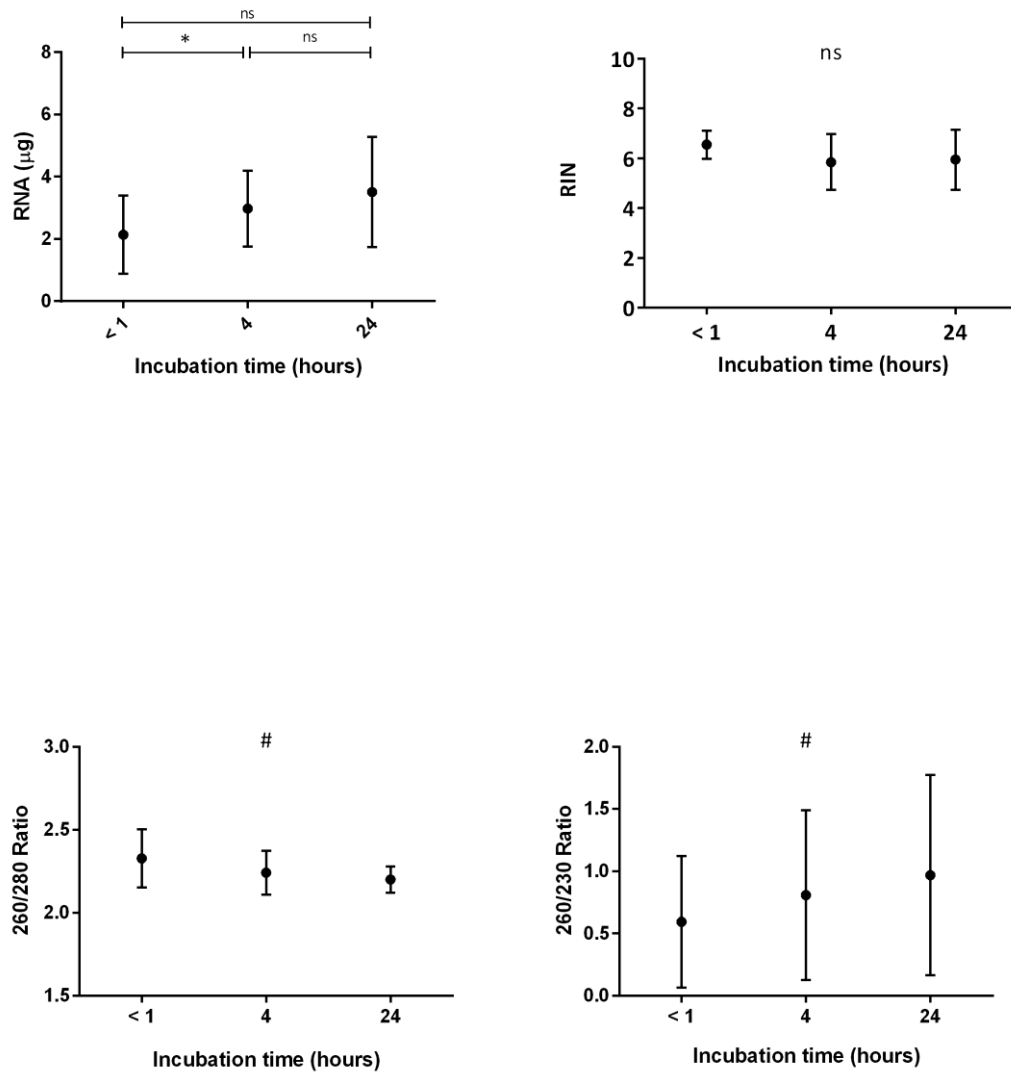 ns
* ns
8
6
4
2
0
RNA (μg)
< 1 4 24
Incubation time (hours)
ns
10
8
6
4
2
0
RIN
< 1 4 24
Incubation time (hours)
#
3.0
2.5
2.0
1.5
260/280 Ratio
< 1 4 24
Incubation time (hours)
#
2.0
1.5
1.0
0.5
0.0
260/230 Ratio
< 1 4 24
Incubation time (hours)